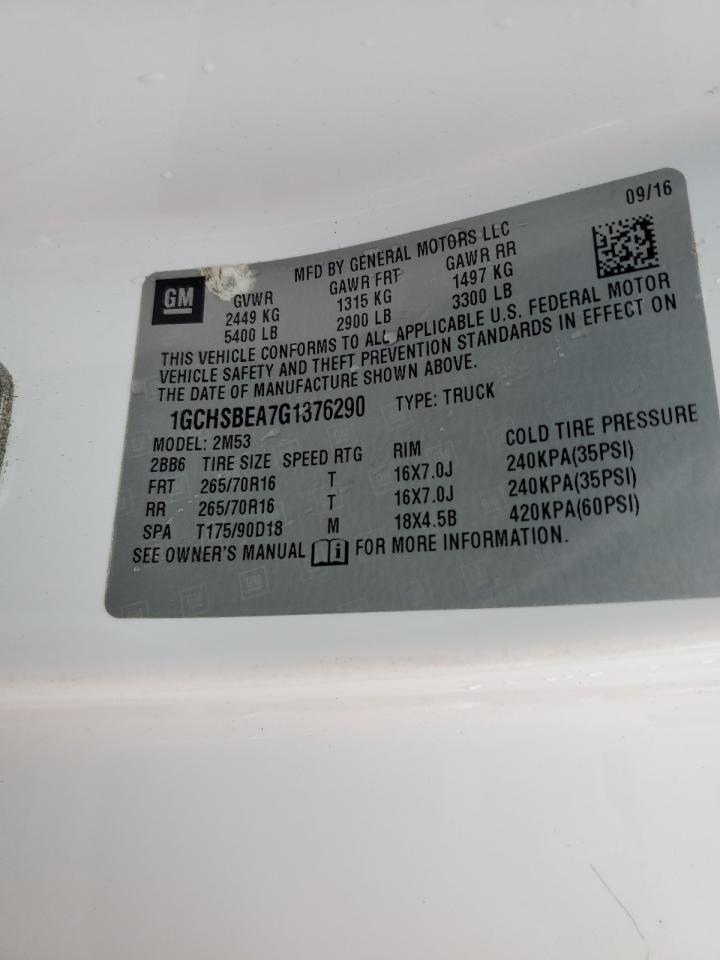 09/16
GM
MFD BY GENERAL MOTORS LLC
GVWR GAWR FRT GAWR RR
2449 KG 1315 KG 1497 KG
5400 LB 2900 LB 3300 LB
THIS VEHICLE CONFORMS TO ALL APPLICABLE U.S. FEDERAL MOTOR
VEHICLE SAFETY AND THEFT PREVENTION STANDARDS IN EFFECT ON
THE DATE OF MANUFACTURE SHOWN ABOVE.
1GCHSBEA7G1376290 TYPE: TRUCK
MODEL: 2M53
2BB6 TIRE SIZE SPEED RTG RIM COLD TIRE PRESSURE
FRT 265/70R16 T 16X7.0J 240KPA(35PSI)
RR 265/70R16 T 16X7.0J 240KPA(35PSI)
SPA T175/90D18 M 18X4.5B 420KPA(60PSI)
SEE OWNER'S MANUAL FOR MORE INFORMATION.